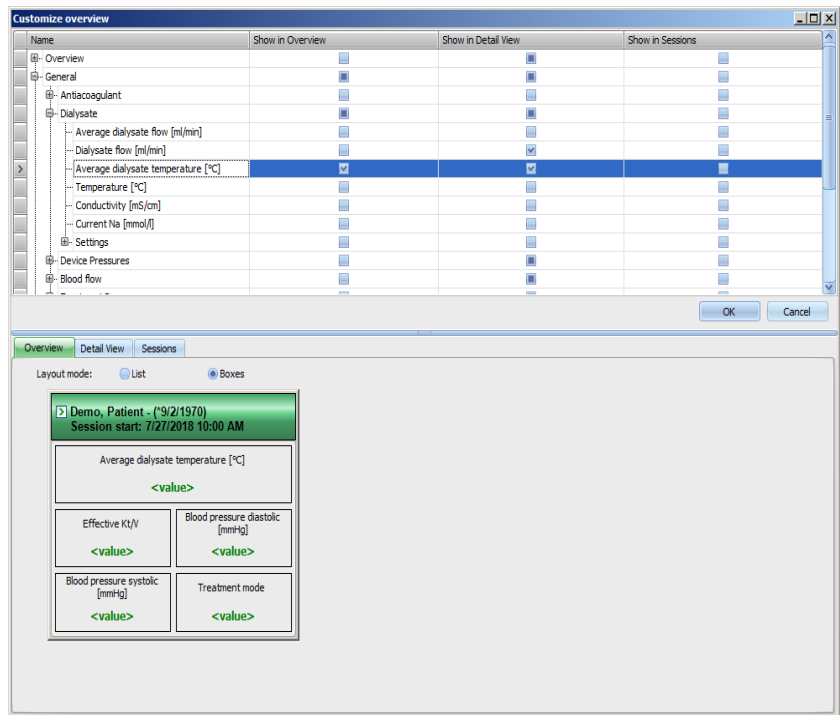 Customize overview
Name Show in Overview Show in Detail View Show in Sessions
Overview
General
Antiacoagulant
Dialysate
Average dialysate flow [ml/min]
Dialysate flow [ml/min]
Average dialysate temperature [°C]
Temperature [°C]
Conductivity [mS/cm]
Current Na [mmol/l]
Settings
Device Pressures
Blood flow
OK Cancel
Overview Detail View Sessions
Layout mode: List Boxes
Demo, Patient - (*9/2/1970)
Session start: 7/27/2018 10:00 AM
Average dialysate temperature [°C]
<value>
Effective Kt/V
<value>
Blood pressure diastolic
[mmHg]
<value>
Blood pressure systolic
[mmHg]
<value>
Treatment mode
<value>